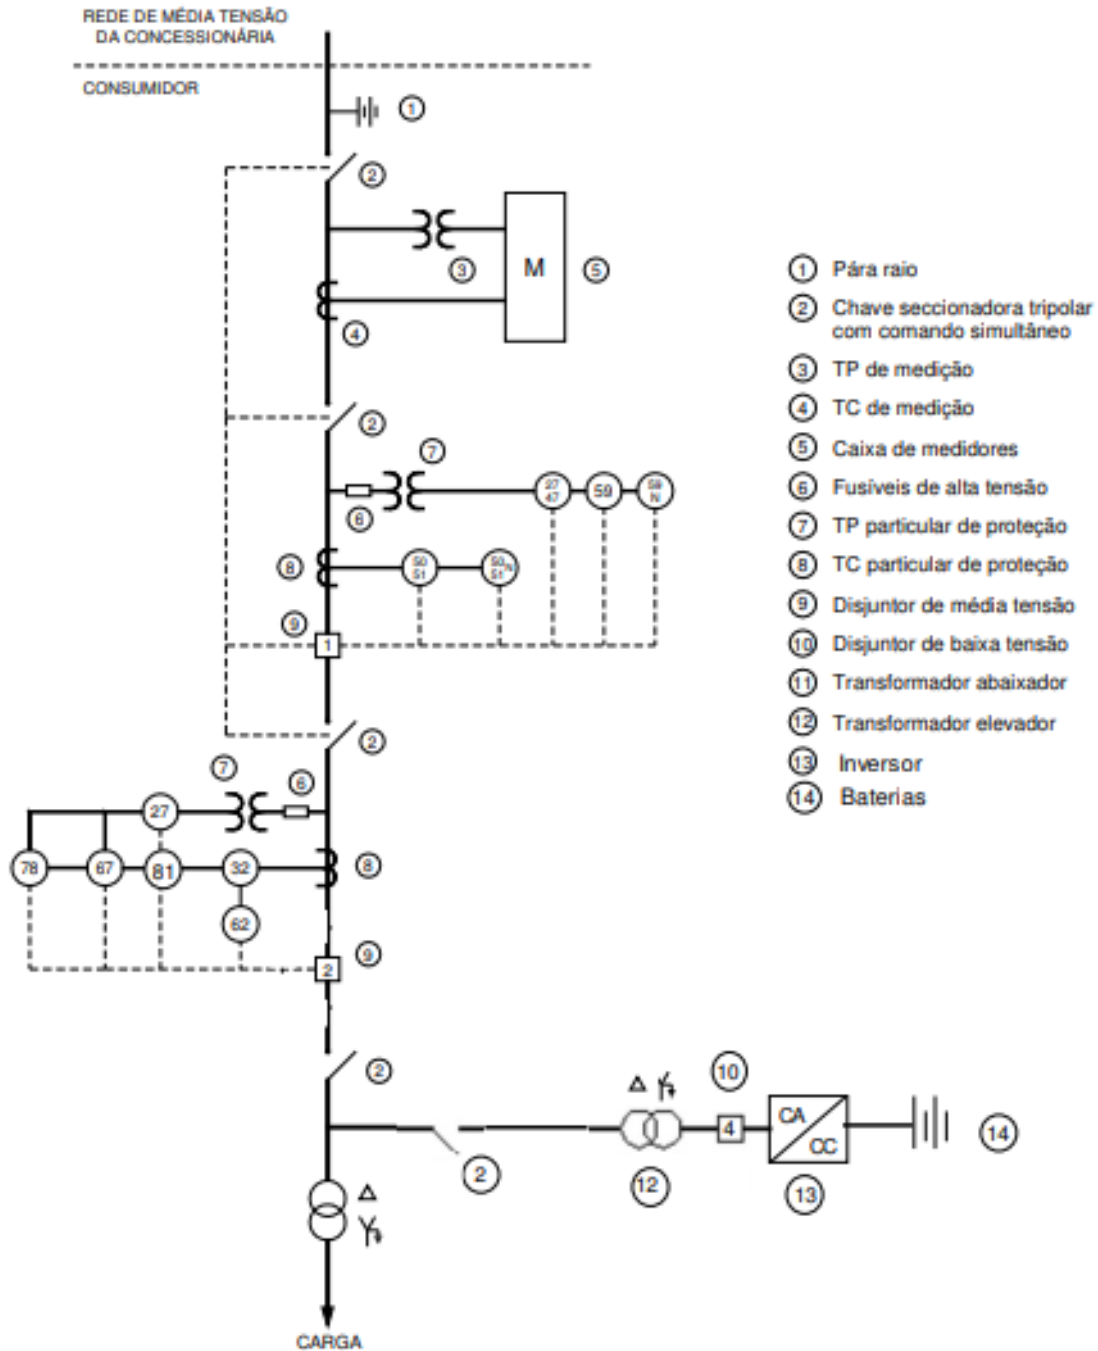 REDE DE MÉDIA TENSÃO
DA CONCESSIONÁRIA
CONSUMIDOR
1
2
3
M
5
4
2
7
6
27
47
59
59
N
8
50
51
50
51 N
9
1
2
7
6
27
78
67
81
32
8
62
9
2
2
10
4
CA
CC
14
2
12
13
CARGA
1 Pára raio
2 Chave seccionadora tripolar
com comando simultâneo
3 TP de medição
4 TC de medição
5 Caixa de medidores
6 Fusíveis de alta tensão
7 TP particular de proteção
8 TC particular de proteção
9 Disjuntor de média tensão
10 Disjuntor de baixa tensão
11 Transformador abaixador
12 Transformador elevador
13 Inversor
14 Baterias